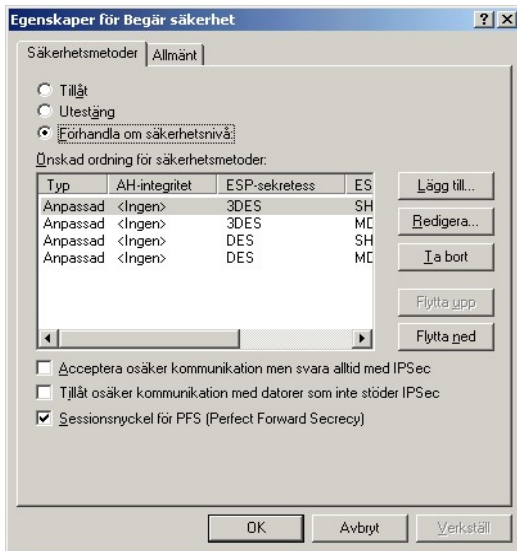 Egenskaper för Begär säkerhet
Säkerhetsmetoder Allmänt
Tillåt
Utestäng
Förhandla om säkerhetsnivå:
Önskad ordning för säkerhetsmetoder:
Typ AH-integritet ESP-sekretess ES
Anpassad <Ingen> 3DES SH
Anpassad <Ingen> 3DES MD
Anpassad <Ingen> DES SH
Anpassad <Ingen> DES MD
Lägg till...
Redigera...
Ta bort
Flytta upp
Flytta ned
Acceptera osäker kommunikation men svara alltid med IPSec
Tillåt osäker kommunikation med datorer som inte stöder IPSec
Sessionsnyckel för PFS (Perfect Forward Secrecy)
OK Avbryt Verkställ